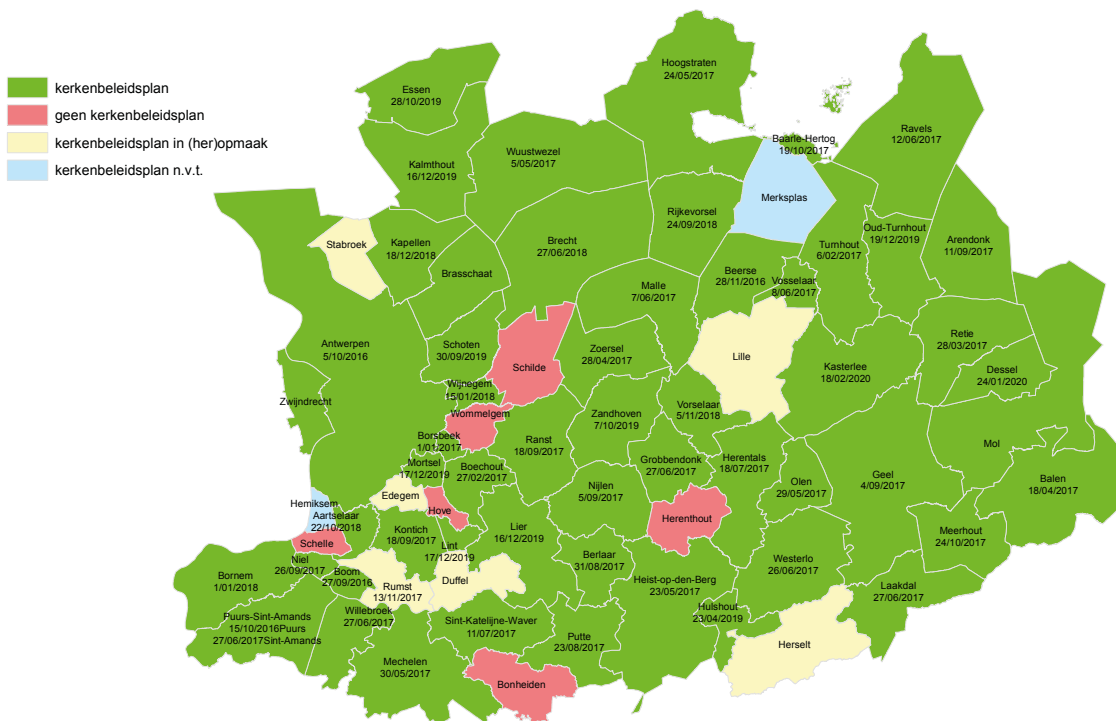 kerkenbeleidsplan
geen kerkenbeleidsplan
kerkenbeleidsplan in (her)opmaak
kerkenbeleidsplan n.v.t.
Hoogstraten
24/05/2017
Essen
28/10/2019
Ravels
12/06/2017
Baarle-Hertog
19/10/2017
Wuustwezel
5/05/2017
Kalmthout
16/12/2019
Merksplas
Rijkevorsel
24/09/2018
Oud-Turnhout
19/12/2019
Arendonk
11/09/2017
Stabroek
Kapellen
18/12/2018
Brecht
27/06/2018
Turnhout
6/02/2017
Brasschaat
Beerse
28/11/2016
Vosselaar
8/06/2017
Malle
7/06/2017
Retie
28/03/2017
Antwerpen
5/10/2016
Schoten
30/09/2019
Zoersel
28/04/2017
Lille
Schilde
Kasterlee
18/02/2020
Dessel
24/01/2020
Wijnegem
15/01/2018
Zwijndrecht
Vorselaar
5/11/2018
Wommelgem
Zandhoven
7/10/2019
Borsbeek
1/01/2017
Ranst
18/09/2017
Mol
Grobbendonk
27/06/2017
Herentals
18/07/2017
Mortsel
17/12/2019
Boechout
27/02/2017
Geel
4/09/2017
Balen
18/04/2017
Olen
29/05/2017
Nijlen
5/09/2017
Edegem
Hemiksem
Hove
Herenthout
Aartselaar
22/10/2018
Kontich
18/09/2017
Lier
16/12/2019
Meerhout
24/10/2017
Schelle
Lint
17/12/2019
Berlaar
31/08/2017
Westerlo
26/06/2017
Niel
26/09/2017
Boom
27/09/2016
Duffel
Bornem
1/01/2018
Rumst
13/11/2017
Heist-op-den-Berg
23/05/2017
Laakdal
27/06/2017
Hulshout
23/04/2019
Puurs-Sint-Amands
15/10/2016Puurs
27/06/2017Sint-Amands
Willebroek
27/06/2017
Sint-Katelijne-Waver
11/07/2017
Putte
23/08/2017
Herselt
Mechelen
30/05/2017
Bonheiden